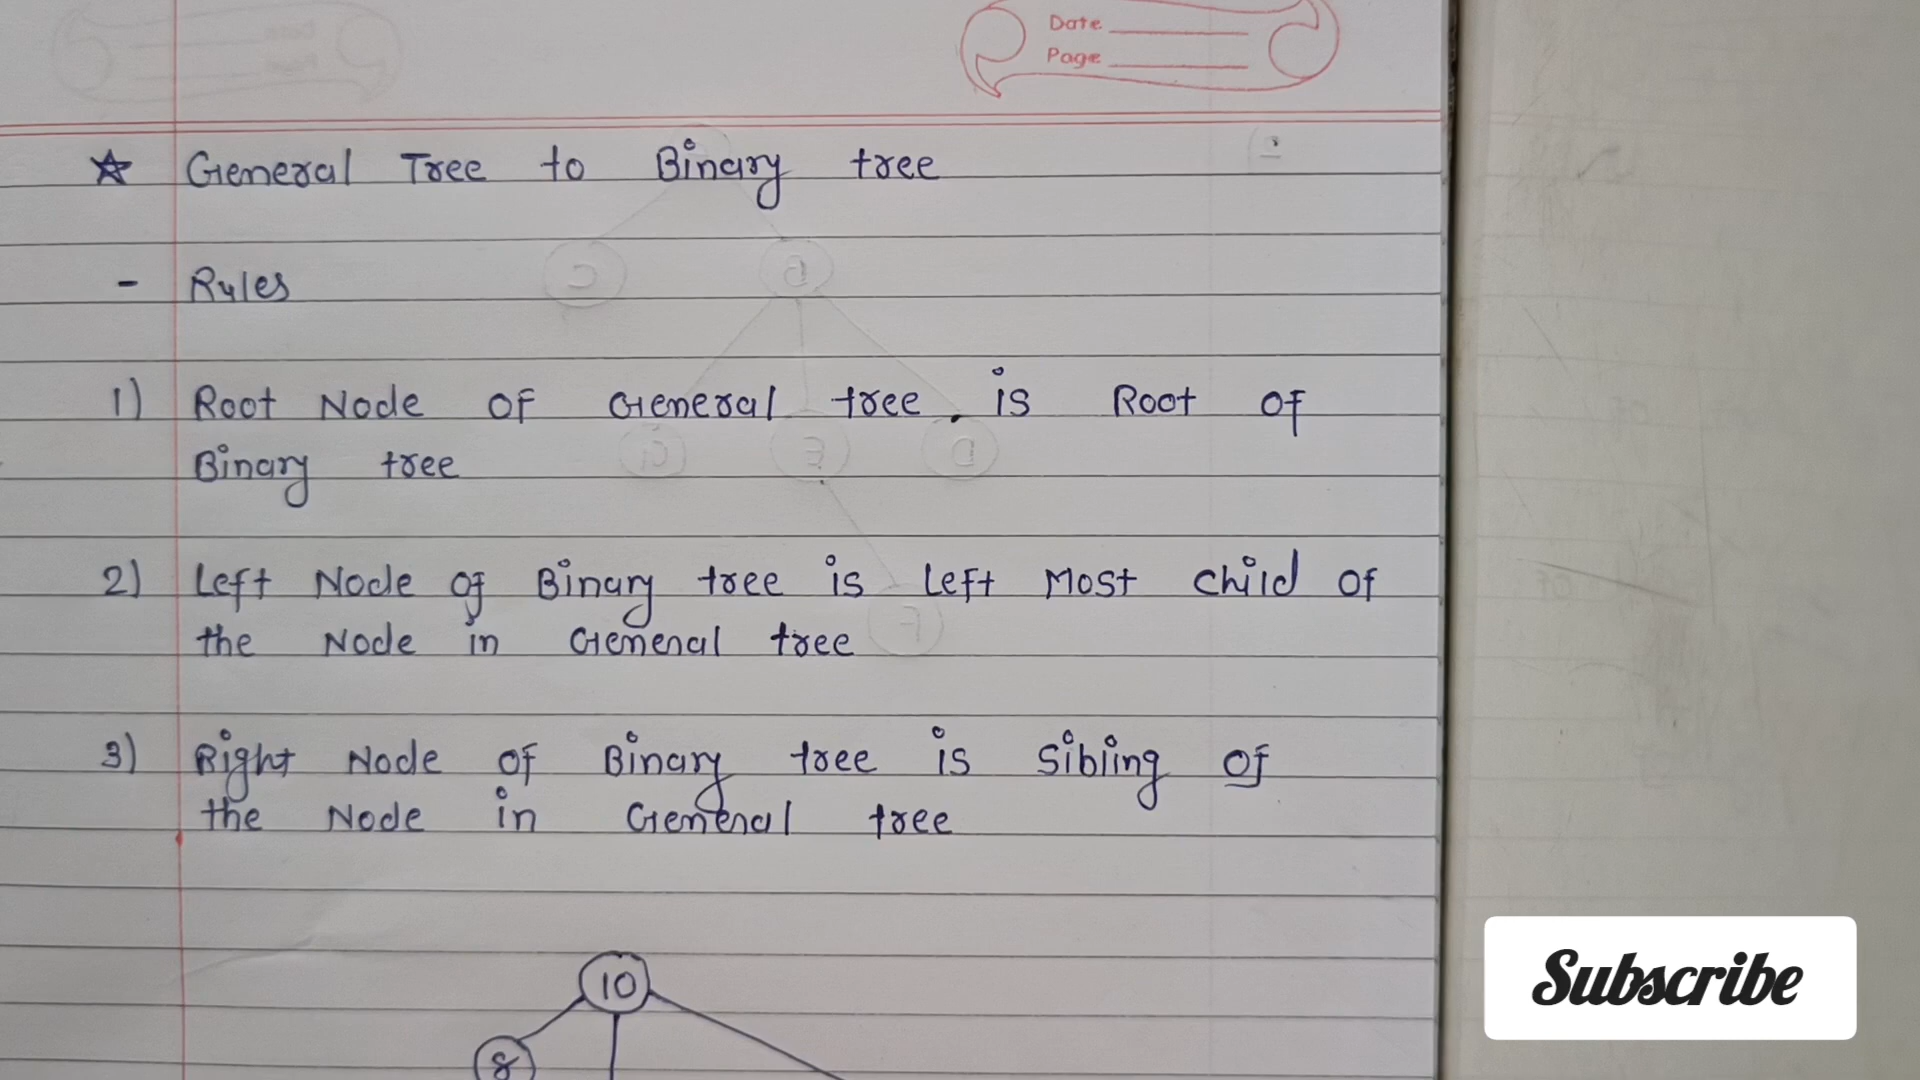 Date
Page
☆ General Tree to Binary tree
- Rules
1) Root Node of General tree is Root of
Binary tree
2) Left Node of Binary tree is Left Most child of
the Node in General tree
3) Right Node of Binary tree is Sibling of
the Node in General tree
10
8
Subscribe